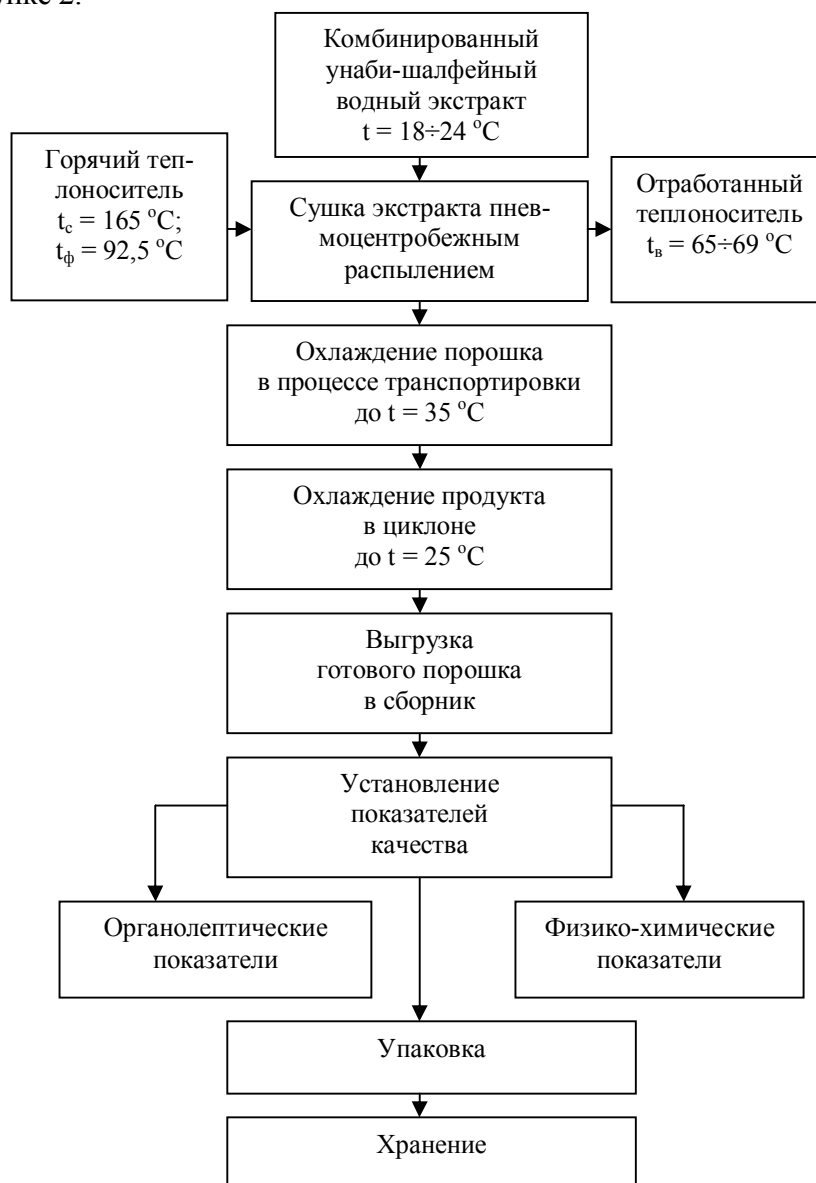 Комбинированный
унаби-шалфейный
водный экстракт
t = 18÷24 °C
Горячий теп-
лоноситель
tс = 165 °C;
tф = 92,5 °C
Сушка экстракта пнев-
моцентробежным
распылением
Отработанный
теплоноситель
tв = 65÷69 °C
Охлаждение порошка
в процессе транспортировки
до t = 35 °C
Охлаждение продукта
в циклоне
до t = 25 °C
Выгрузка
готового порошка
в сборник
Установление
показателей
качества
Органолептические
показатели
Физико-химические
показатели
Упаковка
Хранение